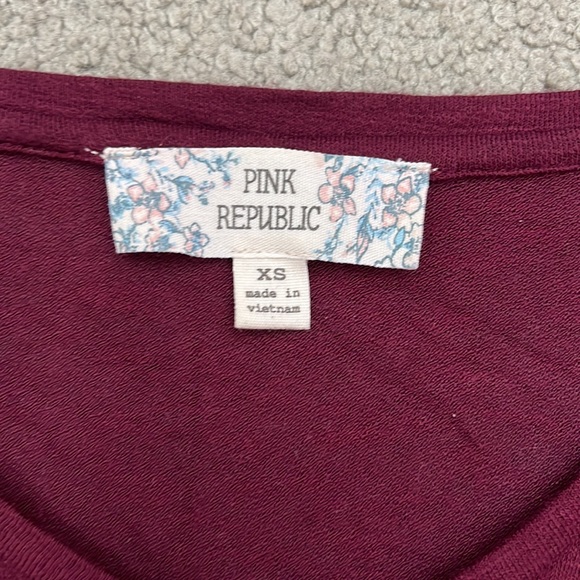 PINK
REPUBLIC
XS
made in
vietnam